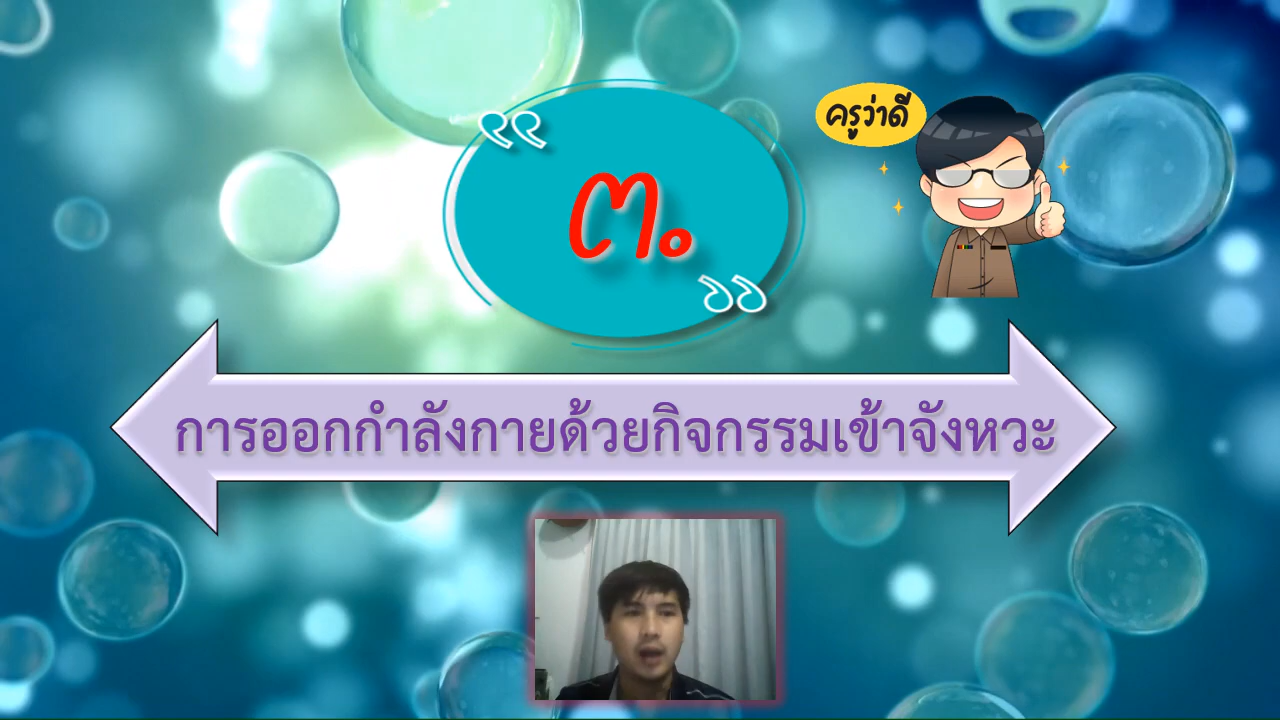 “ ๓. ”
ครูว่าดี
การออกกำลังกายด้วยกิจกรรมเข้าจังหวะ